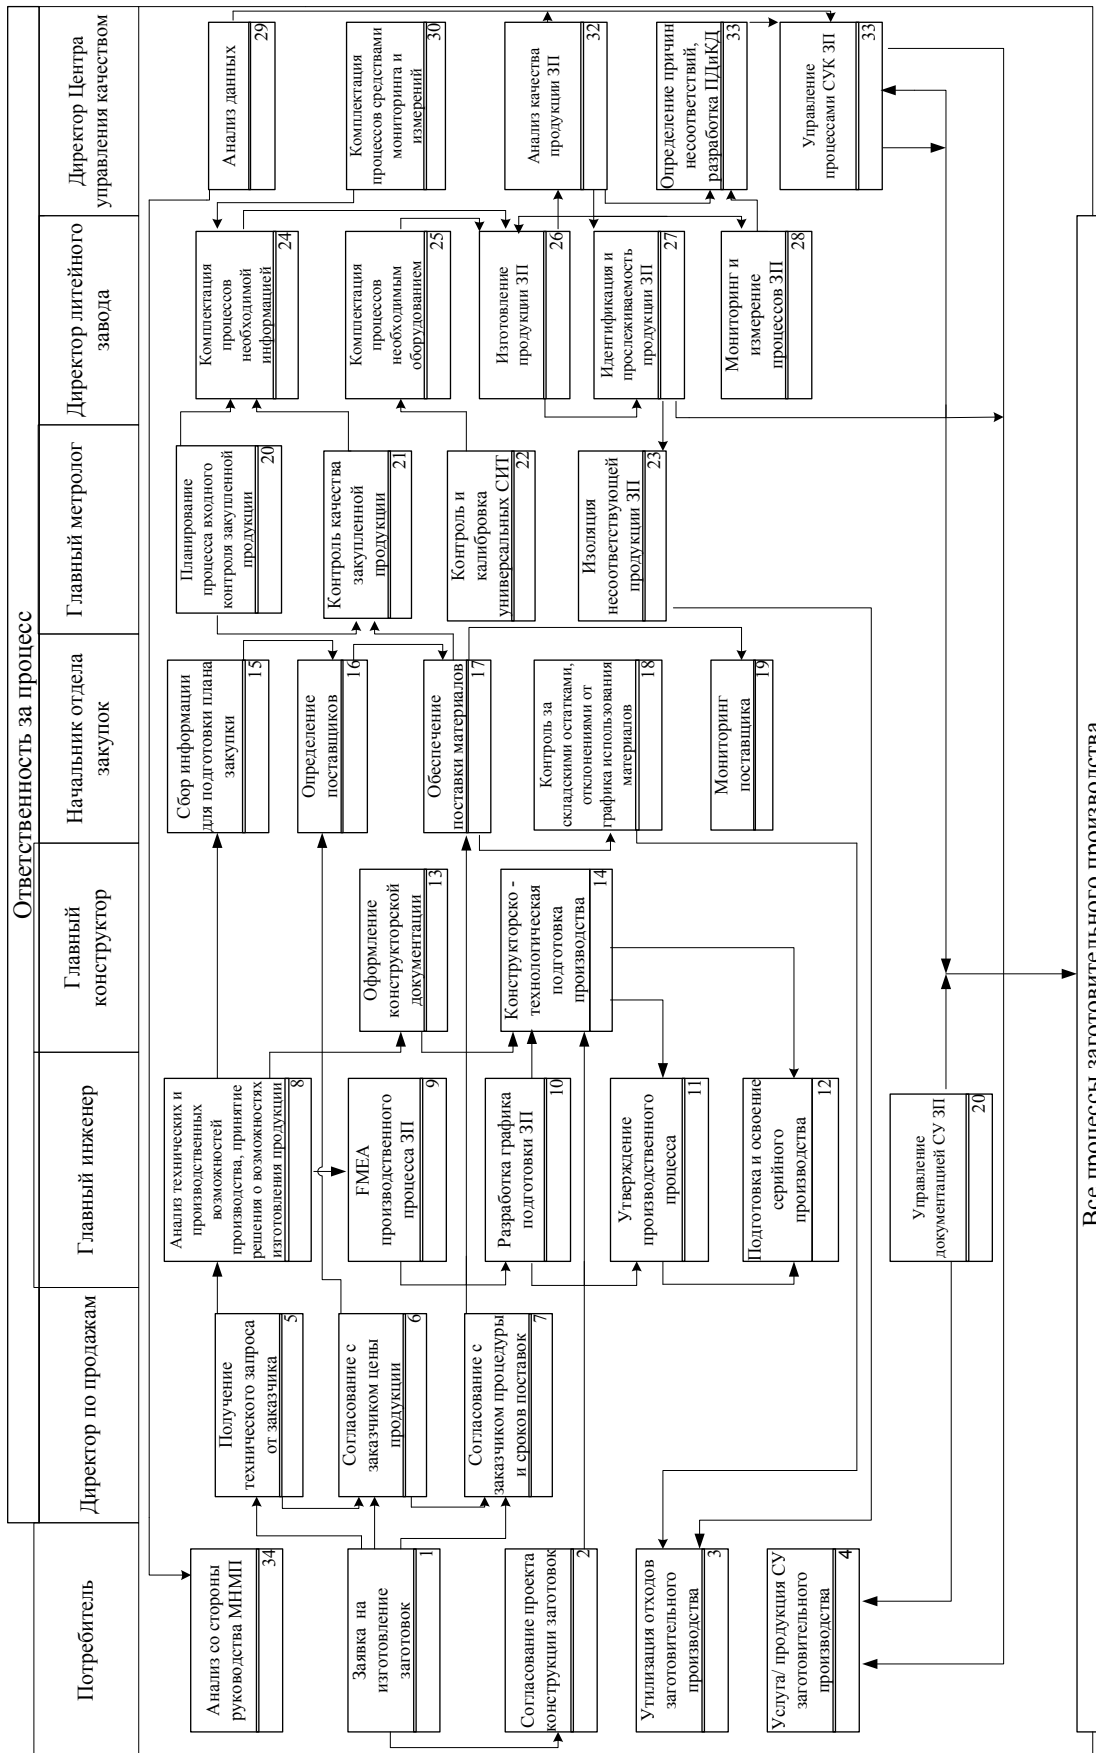 Ответственность за процесс
Потребитель
Директор по продажам
Главный инженер
Главный
конструктор
Начальник отдела
закупок
Главный метролог
Директор литейного
завода
Директор Центра
управления качеством
Анализ со стороны
руководства МНМП
34
Заявка на
изготовление
заготовок
1
Согласование проекта
конструкции заготовок
2
Утилизация отходов
заготовительного
производства
3
Услуга/ продукция СУ
заготовительного
производства
4
Получение
технического запроса
от заказчика
5
Согласование с
заказчиком цены
продукции
6
Согласование с
заказчиком процедуры
и сроков поставок
7
Анализ технических и
производственных
возможностей
производства, принятие
решения о возможностях
изготовления продукции
8
FMEA
производственного
процесса ЗП
9
Разработка графика
подготовки ЗП
10
Утверждение
производственного
процесса
11
Подготовка и освоение
серийного
производства
12
Управление
документацией СУ ЗП
20
Оформление
конструкторской
документации
13
Конструкторско -
технологическая
подготовка
производства
14
Сбор информации
для подготовки плана
закупки
15
Определение
поставщиков
16
Обеспечение
поставки материалов
17
Контроль за
складскими остатками,
отклонениями от
графика использования
материалов
18
Мониторинг
поставщика
19
Планирование
процесса входного
контроля закупленной
продукции
20
Контроль качества
закупленной
продукции
21
Контроль и
калибровка
универсальных СИТ
22
Изоляция
несоответствующей
продукции ЗП
23
Комплектация
процессов
необходимой
информацией
24
Комплектация
процессов
необходимым
оборудованием
25
Изготовление
продукции ЗП
26
Идентификация и
прослеживаемость
продукции ЗП
27
Мониторинг и
измерение
процессов ЗП
28
Анализ данных
29
Комплектация
процессов средствами
мониторинга и
измерений
30
Анализ качества
продукции ЗП
32
Определение причин
несоответствий,
разработка ПДиКД
33
Управление
процессами СУК ЗП
33
Все процессы заготовительного производства